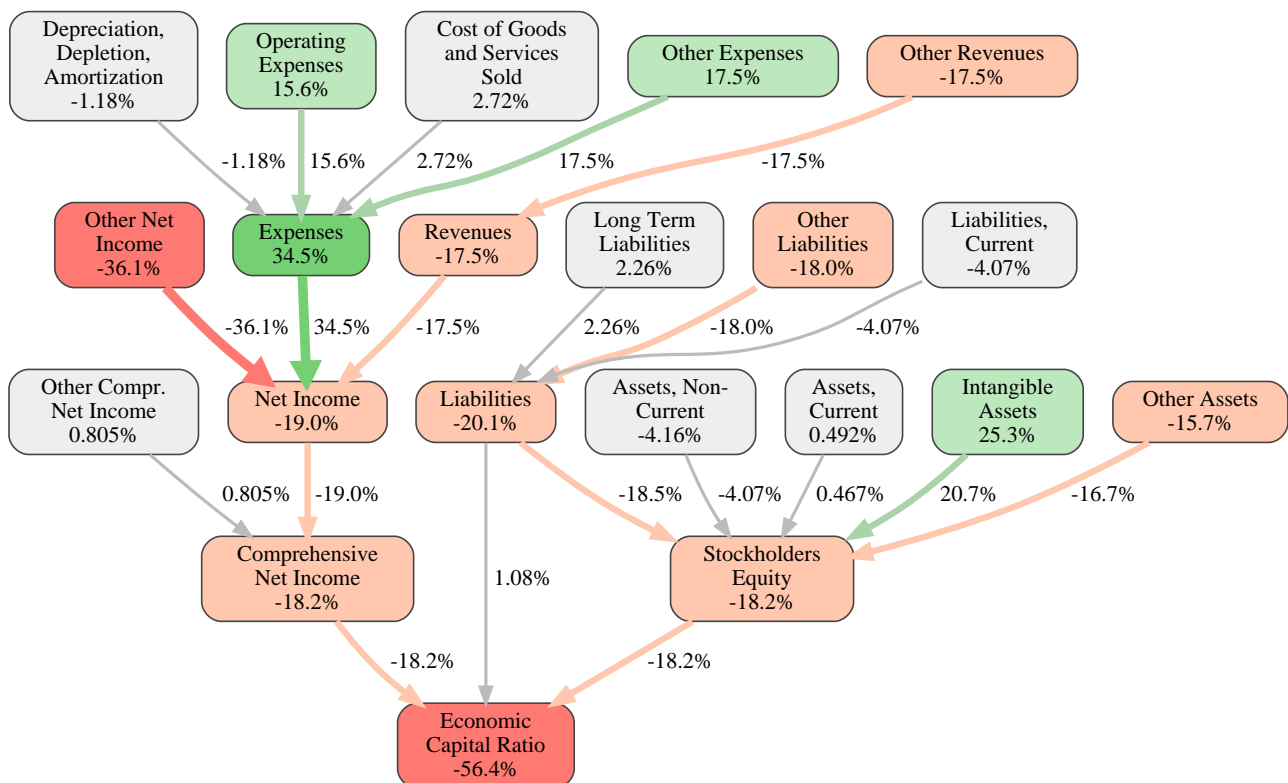 Depreciation,
Depletion,
Amortization
-1.18%
Operating
Expenses
15.6%
Cost of Goods
and Services
Sold
2.72%
Other Expenses
17.5%
Other Revenues
-17.5%
-1.18%
15.6%
2.72%
17.5%
-17.5%
Other Net
Income
-36.1%
Expenses
34.5%
Revenues
-17.5%
Long Term
Liabilities
2.26%
Other
Liabilities
-18.0%
Liabilities,
Current
-4.07%
-36.1%
34.5%
-17.5%
2.26%
-18.0%
-4.07%
Other Compr.
Net Income
0.805%
Net Income
-19.0%
Liabilities
-20.1%
Assets, Non-
Current
-4.16%
Assets,
Current
0.492%
Intangible
Assets
25.3%
Other Assets
-15.7%
0.805%
-19.0%
-18.5%
-4.07%
0.467%
20.7%
-16.7%
Comprehensive
Net Income
-18.2%
1.08%
Stockholders
Equity
-18.2%
-18.2%
-18.2%
Economic
Capital Ratio
-56.4%